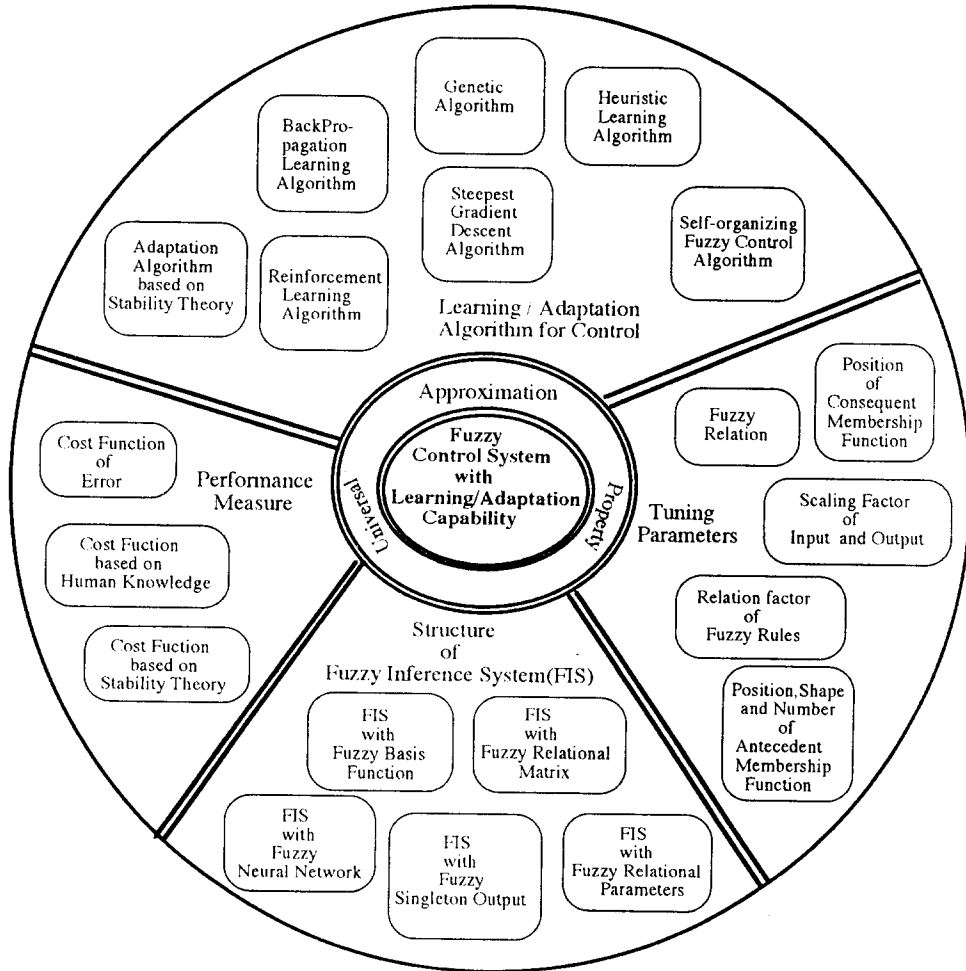 Genetic
Algorithm
Heuristic
Learning
Algorithm
BackPro-
pagation
Learning
Algorithm
Steepest
Gradient
Descent
Algorithm
Self-organizing
Fuzzy Control
Algorithm
Adaptation
Algorithm
based on
Stability Theory
Reinforcement
Learning
Algorithm
Learning / Adaptation
Algorithm for Control
Approximation
Universal
Property
Fuzzy
Control System
with
Learning/Adaptation
Capability
Position
of
Consequent
Membership
Function
Fuzzy
Relation
Scaling Factor
of
Input and Output
Tuning
Parameters
Relation factor
of
Fuzzy Rules
Position, Shape
and Number
of
Antecedent
Membership
Function
Cost Function
of
Error
Performance
Measure
Cost Fuction
based on
Human Knowledge
Cost Fuction
based on
Stability Theory
Structure
of
Fuzzy Inference System(FIS)
FIS
with
Fuzzy Basis
Function
FIS
with
Fuzzy Relational
Matrix
FIS
with
Fuzzy
Neural Network
FIS
with
Fuzzy
Singleton Output
FIS
with
Fuzzy Relational
Parameters